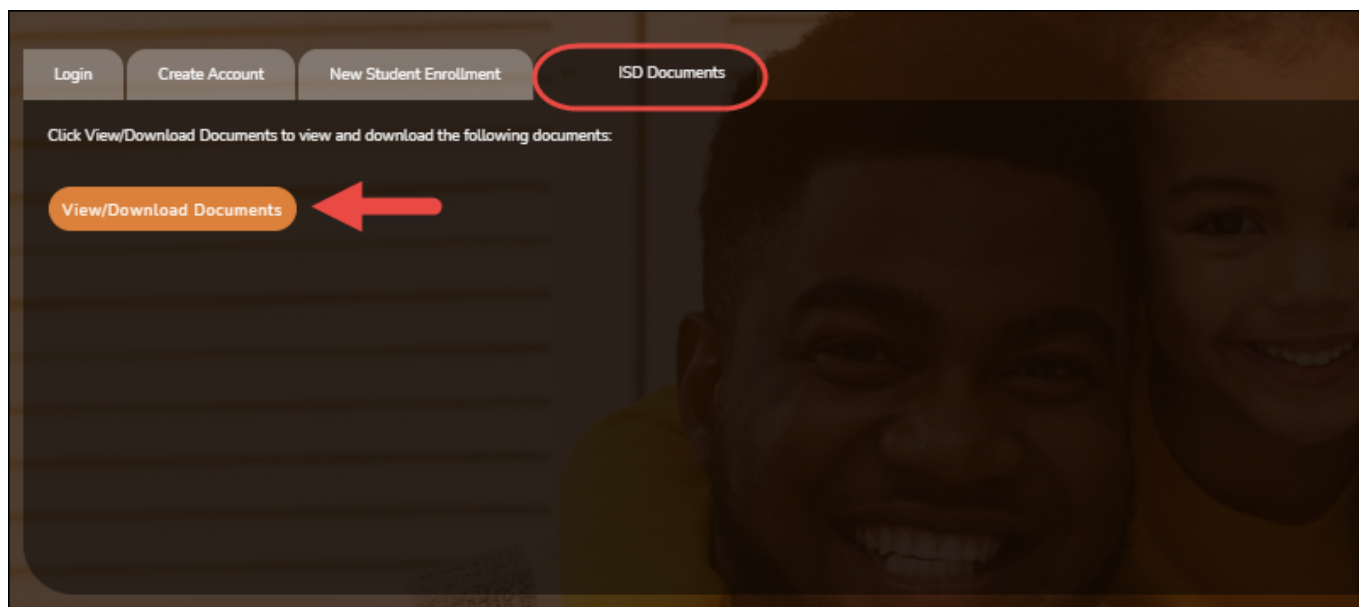 Login Create Account New Student Enrollment ISD Documents
Click View/Download Documents to view and download the following documents:
View/Download Documents